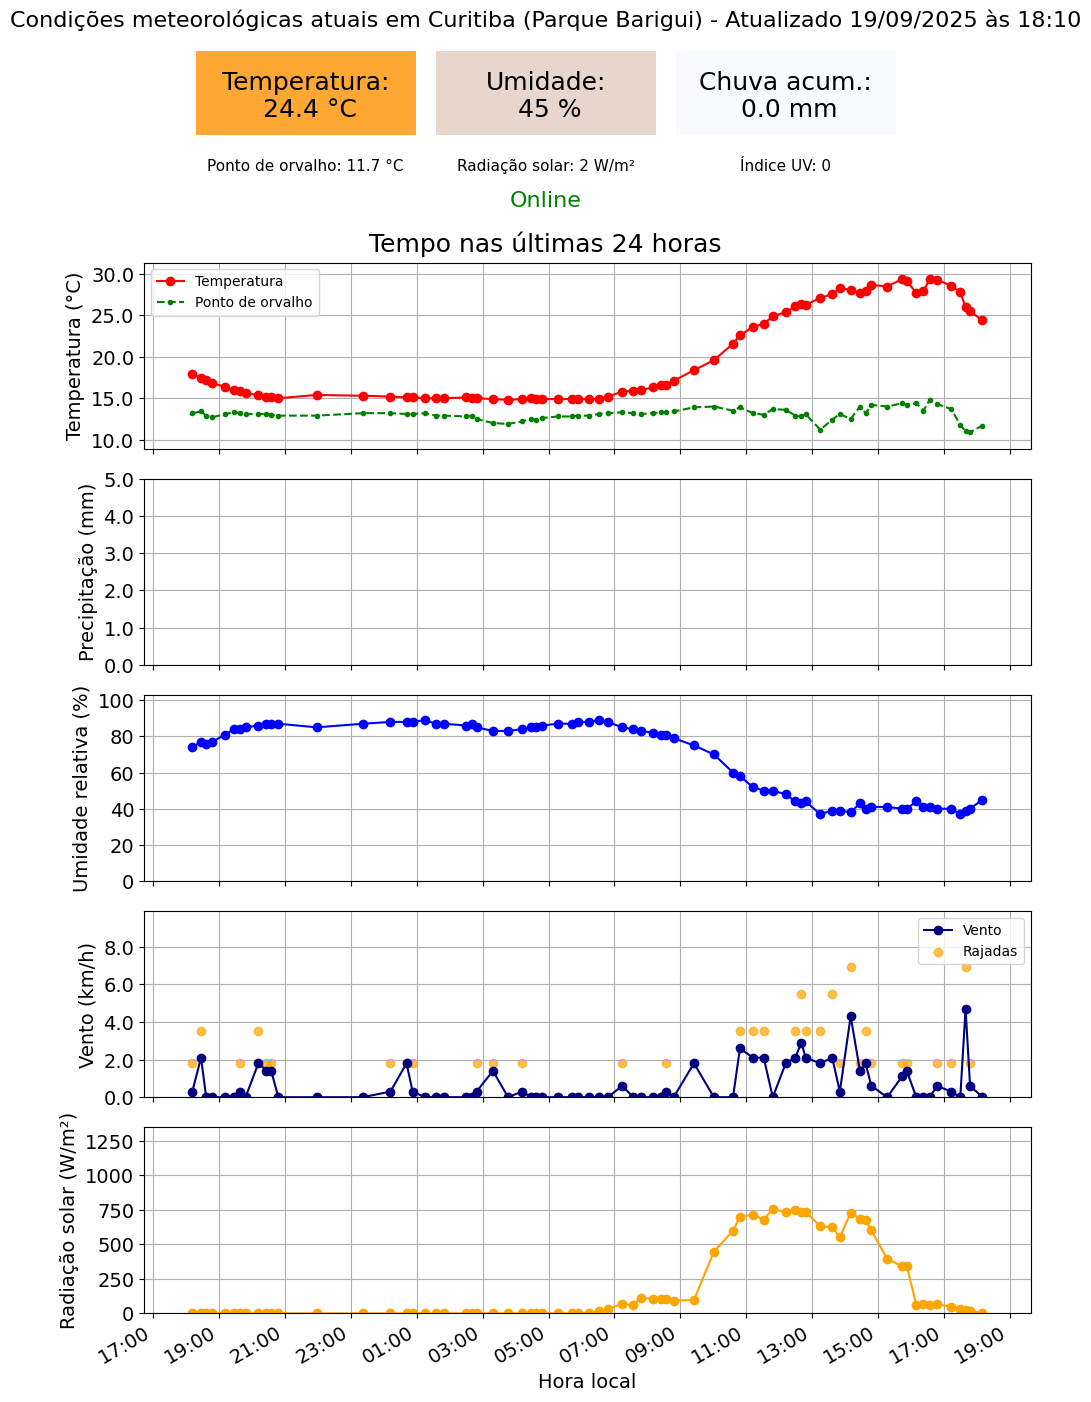 Condições meteorológicas atuais em Curitiba (Parque Barigui) - Atualizado 19/09/2025 às 18:10
Temperatura:
24.4 °C
Umidade:
45 %
Chuva acum.:
0.0 mm
Ponto de orvalho: 11.7 °C
Radiação solar: 2 W/m²
Índice UV: 0
Online
Tempo nas últimas 24 horas
Temperatura (°C)
30.0
25.0
20.0
15.0
10.0
Temperatura
Ponto de orvalho
Precipitação (mm)
5.0
4.0
3.0
2.0
1.0
0.0
Umidade relativa (%)
100
80
60
40
20
0
Vento (km/h)
8.0
6.0
4.0
2.0
0.0
Vento
Rajadas
Radiação solar (W/m²)
1250
1000
750
500
250
0
17:00
19:00
21:00
23:00
01:00
03:00
05:00
07:00
09:00
11:00
13:00
15:00
17:00
19:00
Hora local